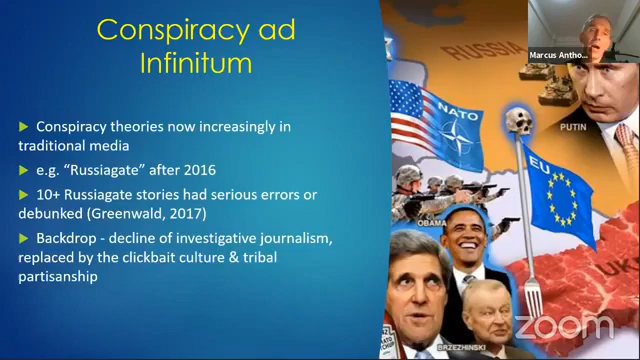 Conspiracy ad
Infinitum
Conspiracy theories now increasingly in
traditional media
e.g. “Russiagate” after 2016
10+ Russiagate stories had serious errors or
debunked (Greenwald, 2017)
Backdrop - decline of investigative journalism,
replaced by the clickbait culture & tribal
partisanship
RUSSIA
Marcus Antho...
PUTIN
NATO
EU
OBAMA
BRZEZHINSKI
zoom